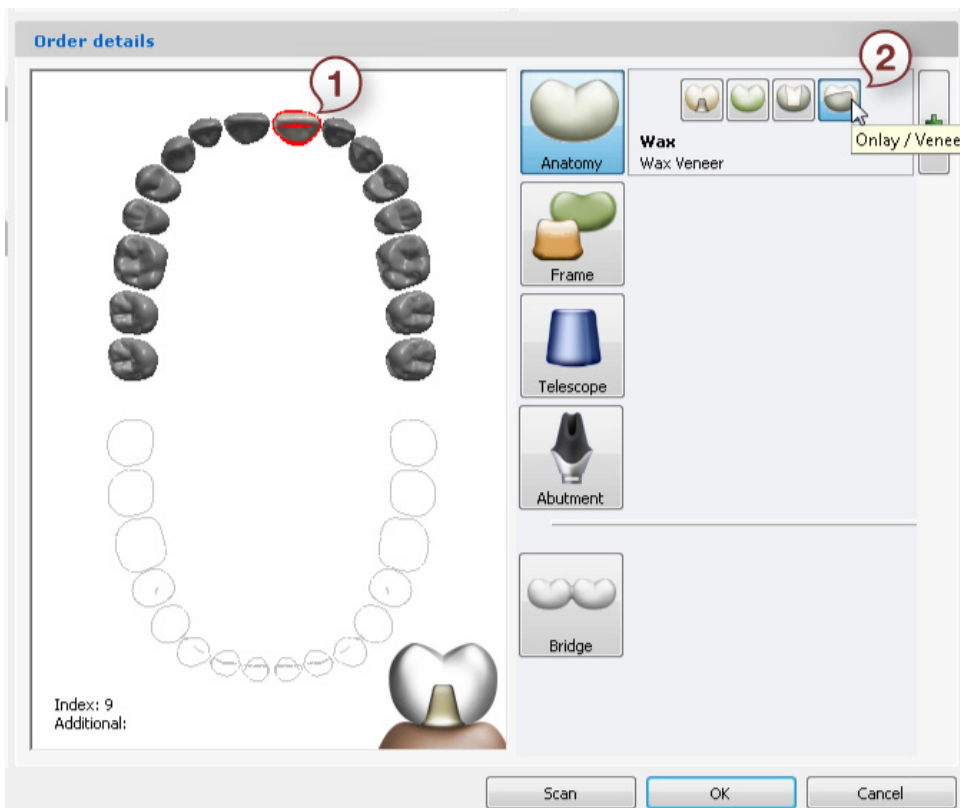 Order details
1
2
Anatomy
Wax
Wax Veneer
Onlay / Venee
Frame
Telescope
Abutment
Bridge
Index: 9
Additional:
Scan
OK
Cancel